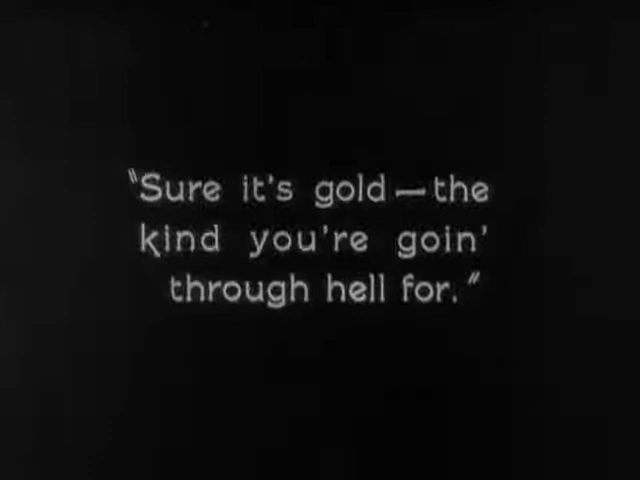 "Sure it's gold — the
kind you're goin'
through hell for."